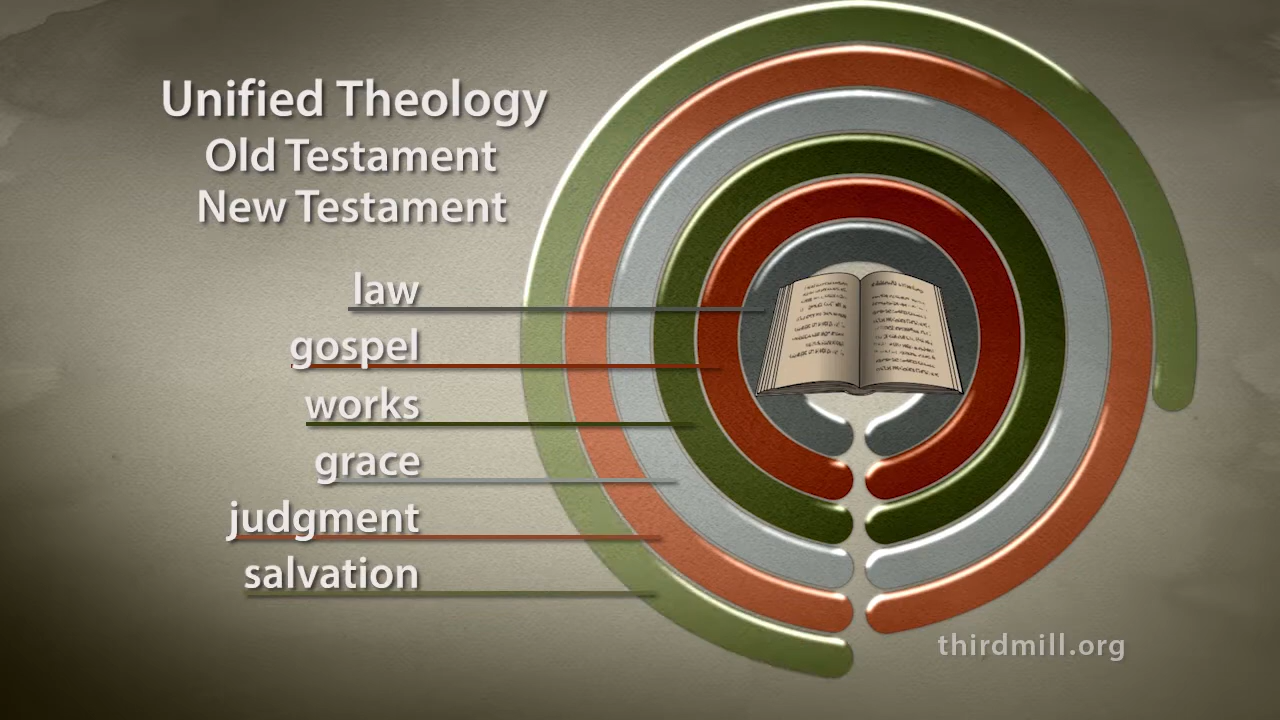 Unified Theology
Old Testament
New Testament
law
gospel
works
grace
judgment
salvation
thirdmill.org